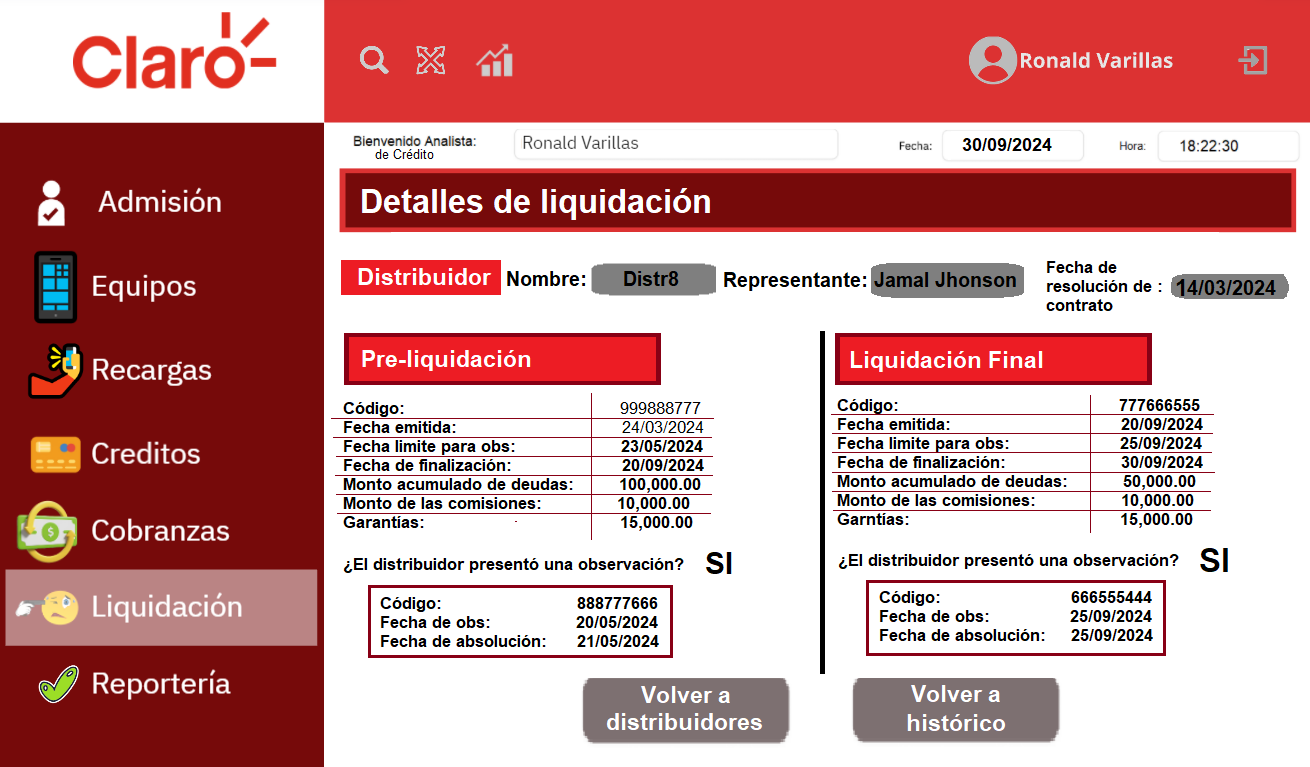 Claro
Ronald Varillas
Bienvenido Analista:
de Crédito
Ronald Varillas
Fecha:
30/09/2024
Hora:
18:22:30
Admisión
Equipos
Recargas
Creditos
Cobranzas
Liquidación
Reportería
Detalles de liquidación
Distribuidor
Nombre:
Distr8
Representante:
Jamal Jhonson
Fecha de
resolución de :
contrato
14/03/2024
Pre-liquidación
Código: 999888777
Fecha emitida: 24/03/2024
Fecha limite para obs: 23/05/2024
Fecha de finalización: 20/09/2024
Monto acumulado de deudas: 100,000.00
Monto de las comisiones: 10,000.00
Garantías: 15,000.00
¿El distribuidor presentó una observación? SI
Código: 888777666
Fecha de obs: 20/05/2024
Fecha de absolución: 21/05/2024
Liquidación Final
Código: 777666555
Fecha emitida: 20/09/2024
Fecha limite para obs: 25/09/2024
Fecha de finalización: 30/09/2024
Monto acumulado de deudas: 50,000.00
Monto de las comisiones: 10,000.00
Garntías: 15,000.00
¿El distribuidor presentó una observación? SI
Código: 666555444
Fecha de obs: 25/09/2024
Fecha de absolución: 25/09/2024
Volver a
distribuidores
Volver a
histórico